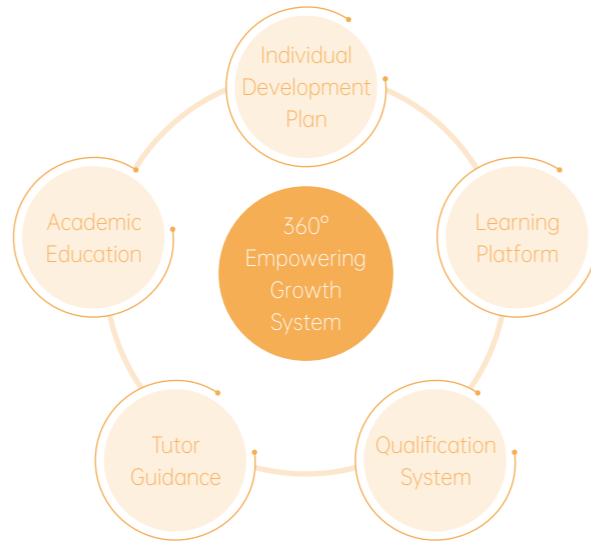 Individual
Development
Plan
Academic
Education
360°
Empowering
Growth
System
Learning
Platform
Tutor
Guidance
Qualification
System